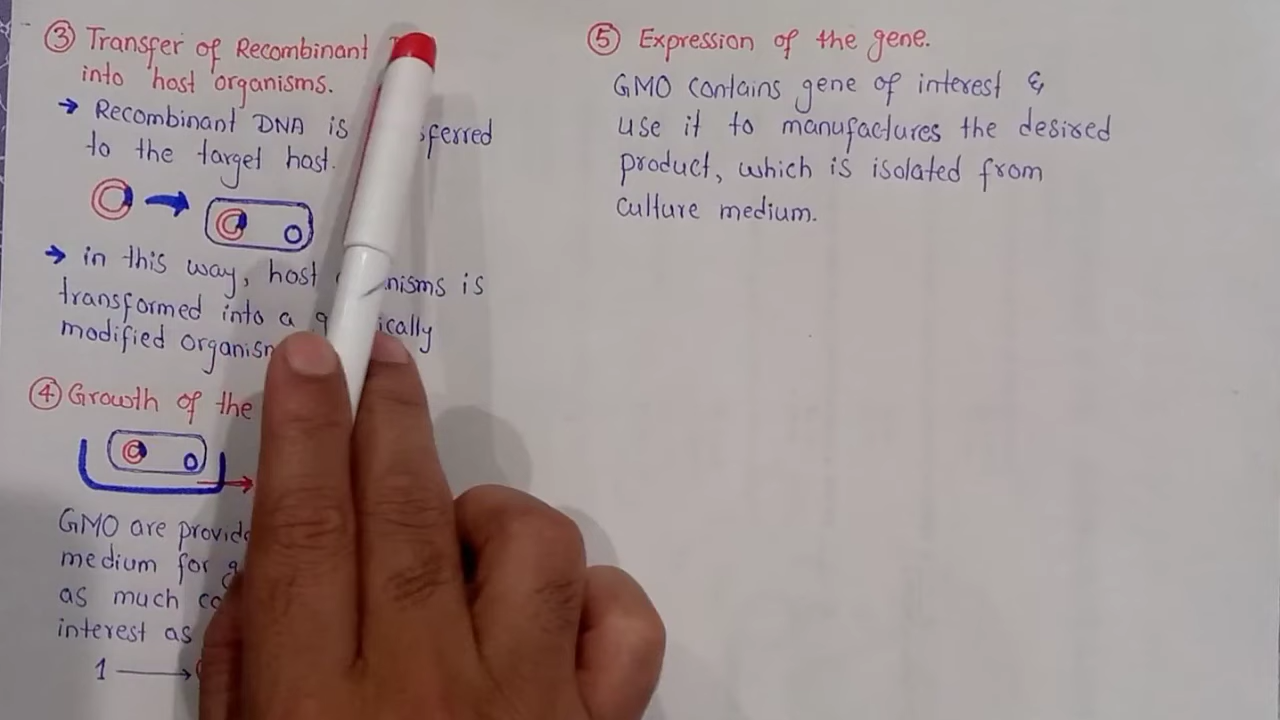 ③ Transfer of Recombinant
into host organisms.
→ Recombinant DNA is
to the target host.
→ in this way, host is
transformed into a
modified
④ Growth of the
GMO are
medium for
as much
interest as
1
⑤ Expression of the gene.
GMO contains gene of interest &
use it to manufactures the desired
product, which is isolated from
culture medium.